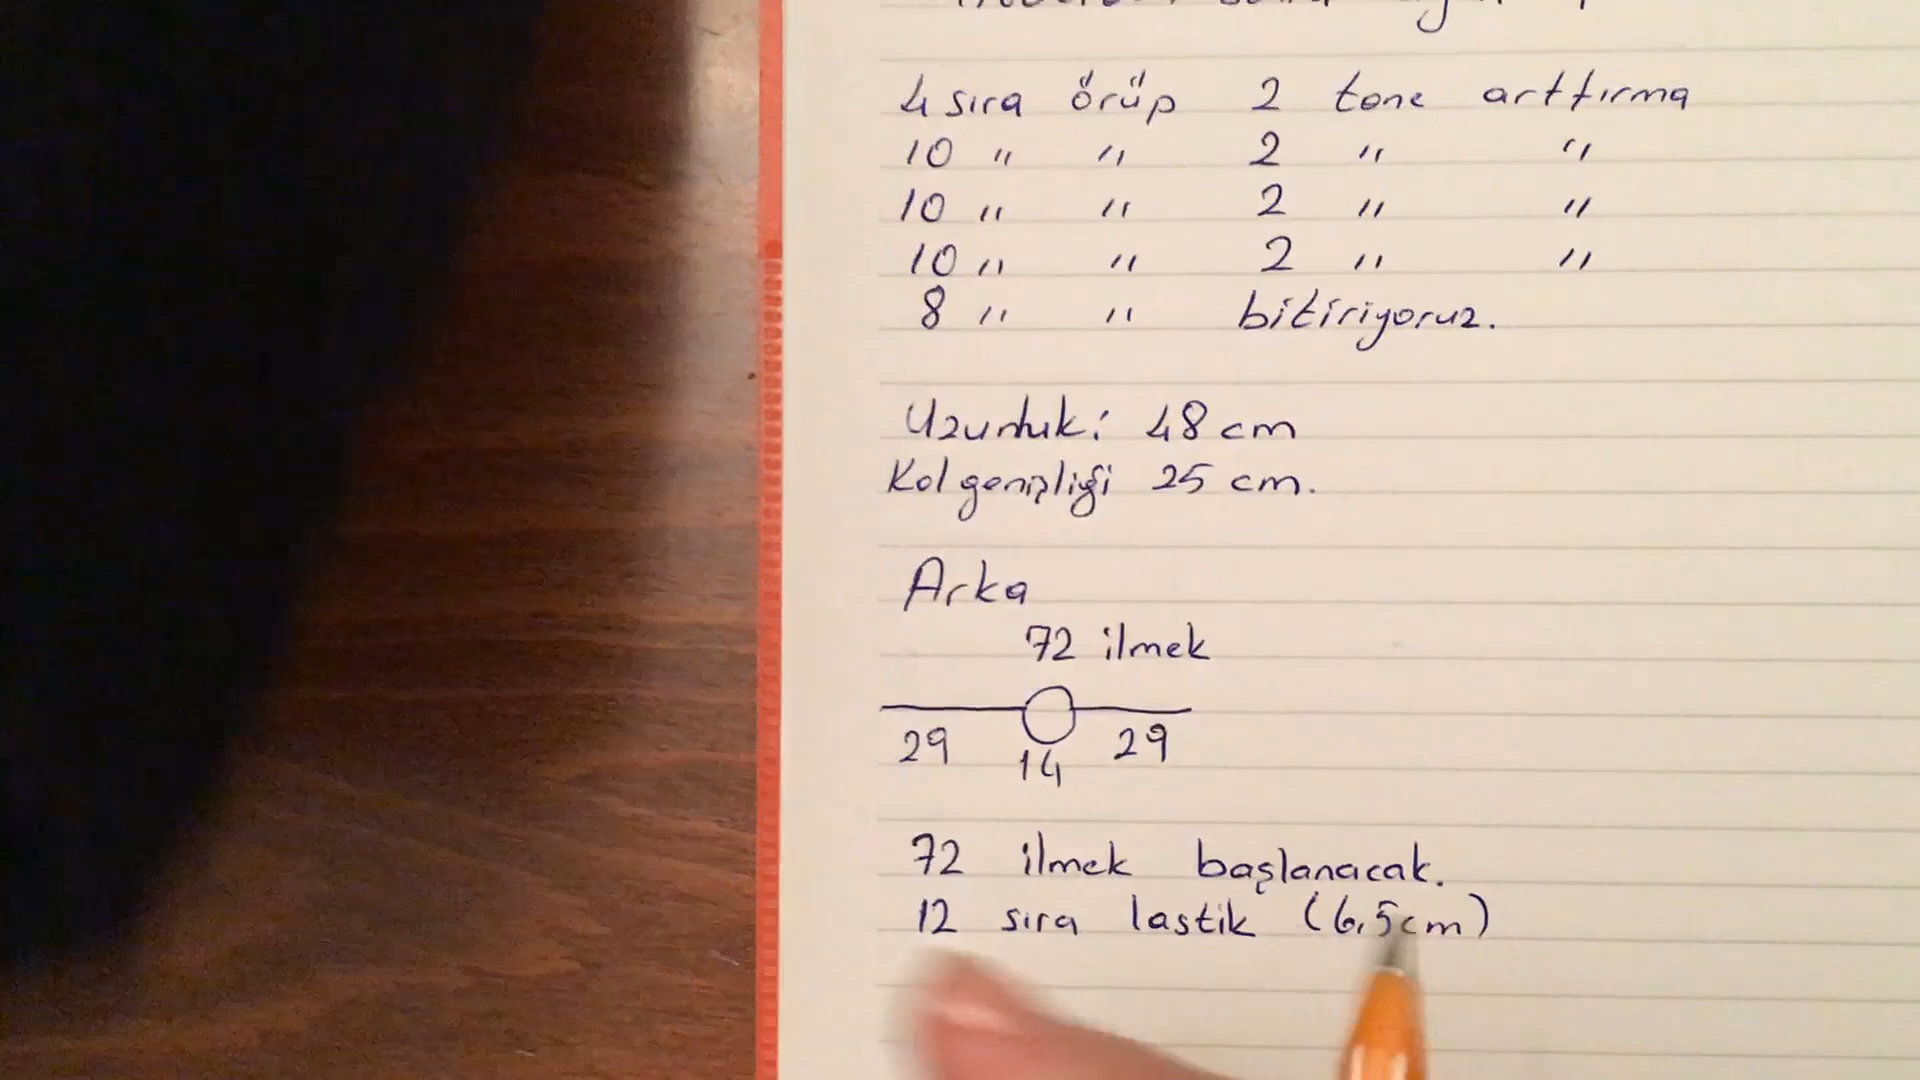 4 sıra örüp 2 tane arttırma
10 " " 2 " "
10 " " 2 " "
10 " " 2 " "
8 " " bitiriyoruz.
Uzunluk: 48 cm
Kol genişliği 25 cm.
Arka
72 ilmek
29 14 29
72 ilmek başlanacak.
12 sıra lastik (6,5cm)